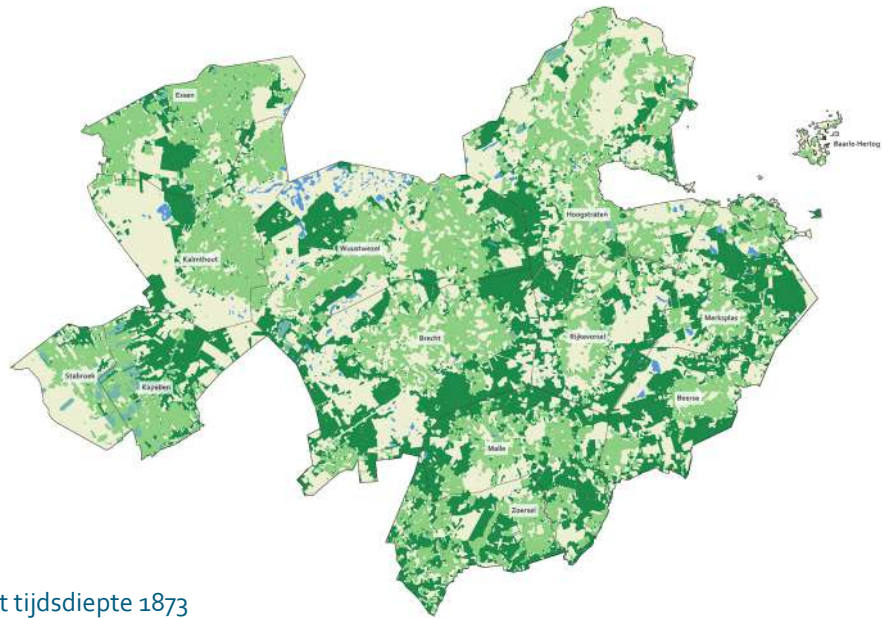 Essen
Baarle-Hertog
Hoogstraten
Wuustwezel
Kalmthout
Merksplas
Brecht
Rijkevorsel
Stabroek
Kapellen
Beerse
Malle
Zoersel
t tijdsdiepte 1873